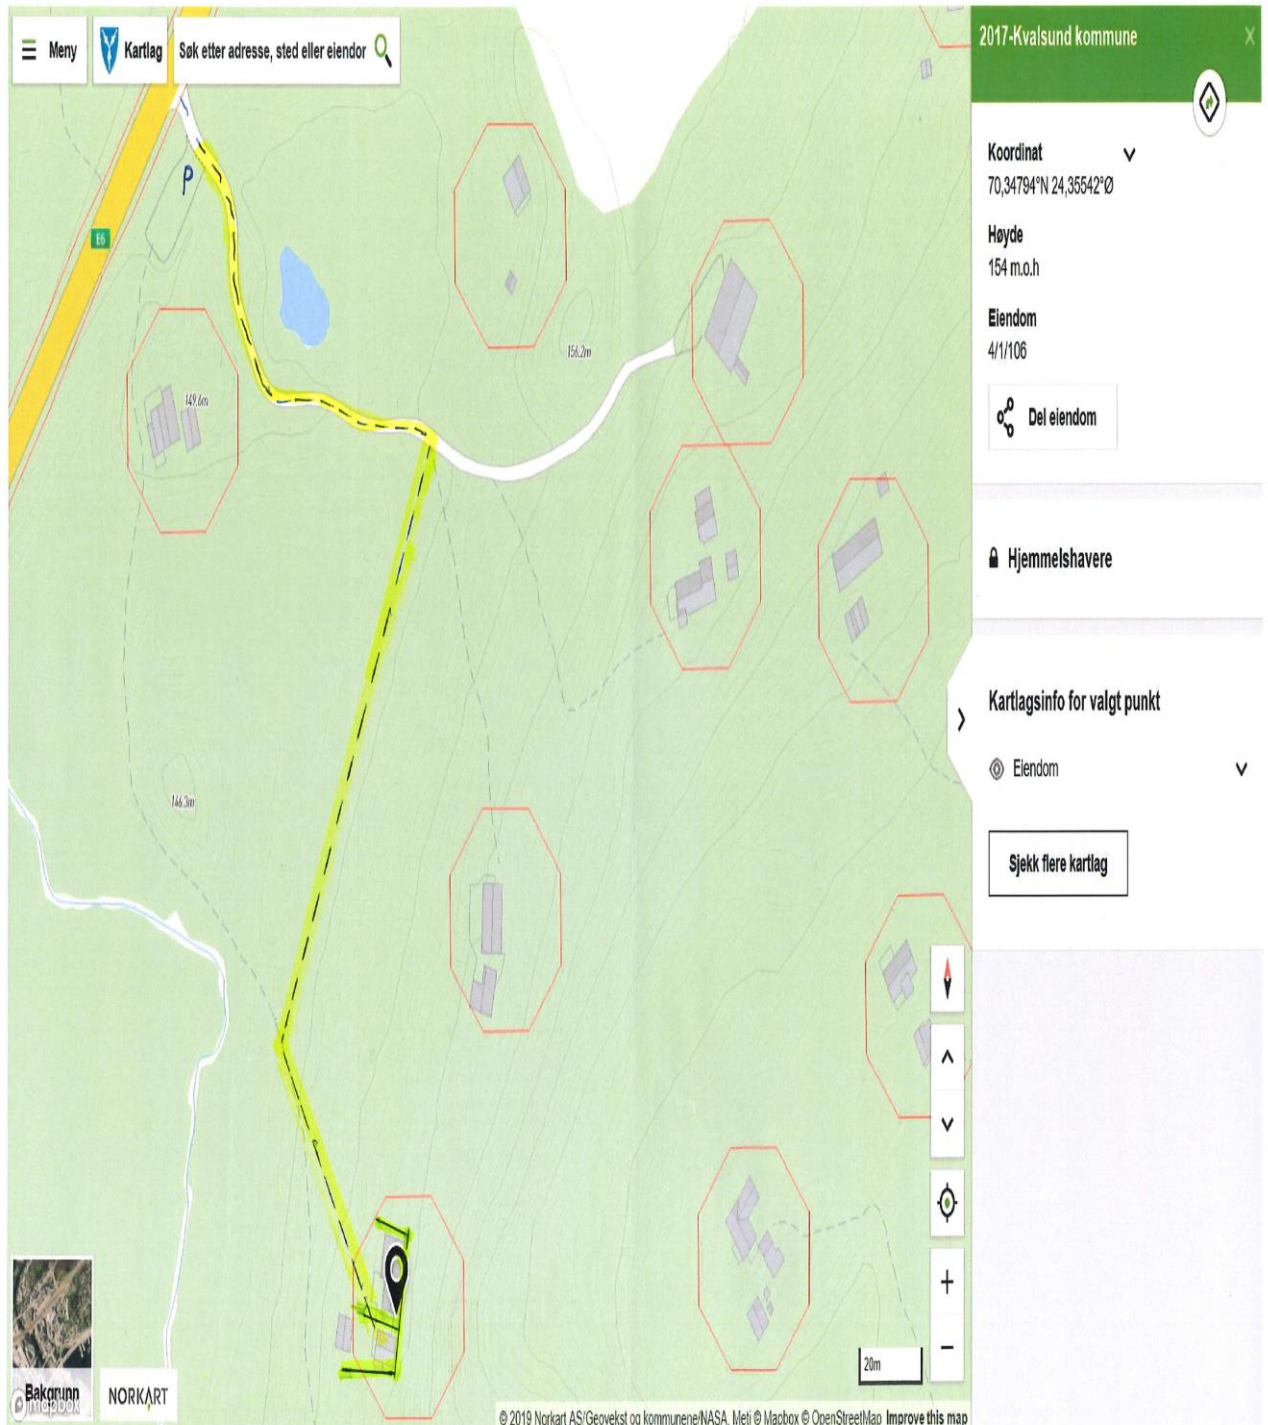 Meny
Kartlag
Søk etter adresse, sted eller eiendor
2017-Kvalsund kommune
P
E6
Koordinat
70,34794°N 24,35542°Ø
Høyde
154 m.o.h
Eiendom
4/1/106
156.2m
149.6m
Del eiendom
Hjemmelshavere
Kartlagsinfo for valgt punkt
Eiendom
146.3m
Sjekk flere kartlag
20m
Bakgrunn
mapbox
NORKART
© 2019 Norkart AS/Geovekst og kommunene/NASA, Meti © Mapbox © OpenStreetMap Improve this map